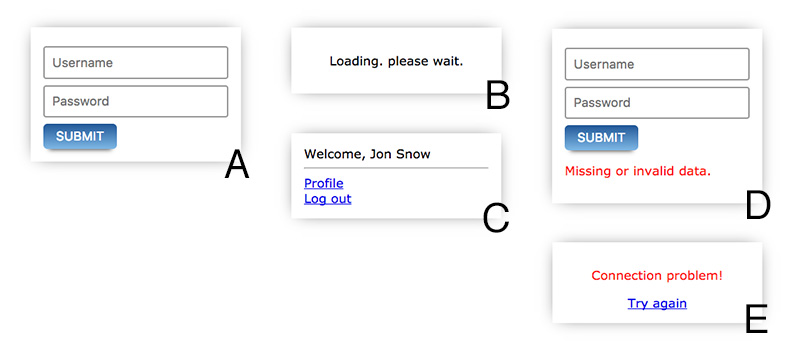 Username
Password
SUBMIT
A
Loading. please wait.
B
Welcome, Jon Snow
Profile
Log out
C
Username
Password
SUBMIT
Missing or invalid data.
D
Connection problem!
Try again
E